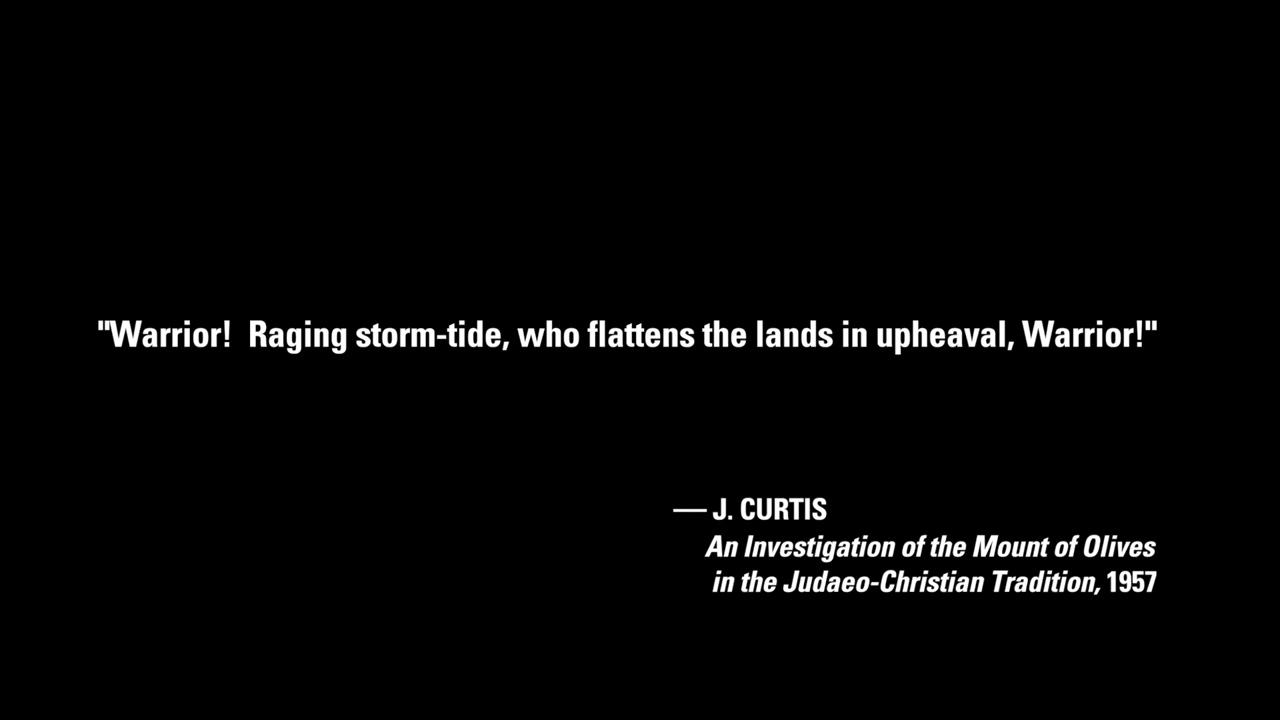 "Warrior!  Raging storm-tide, who flattens the lands in upheaval, Warrior!"
— J. CURTIS
An Investigation of the Mount of Olives
in the Judaeo-Christian Tradition, 1957